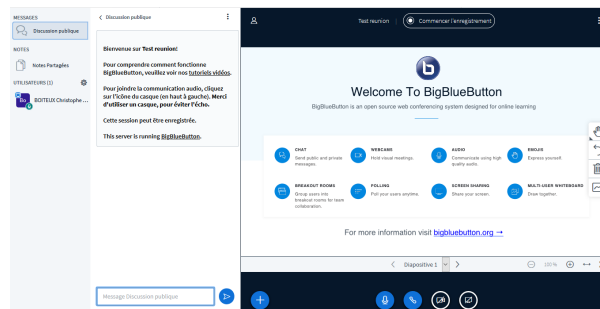 MESSAGES
Discussion publique
NOTES
Notes Partagées
UTILISATEURS (1)
Bo
BOITEUX Christophe ...
Discussion publique
Bienvenue sur Test reunion!
Pour comprendre comment fonctionne
BigBlueButton, veuillez voir nos tutoriels vidéos.
Pour joindre la communication audio, cliquez
sur l'icône du casque (en haut à gauche). Merci
d'utiliser un casque, pour éviter l'écho.
Cette session peut être enregistrée.
This server is running BigBlueButton.
Message Discussion publique
Test reunion
Commencer l'enregistrement
b
Welcome To BigBlueButton
BigBlueButton is an open source web conferencing system designed for online learning
CHAT
Send public and private
messages.
WEBCAMS
Hold visual meetings.
AUDIO
Communicate using high
quality audio.
EMOJIS
Express yourself.
BREAKOUT ROOMS
Group users into
breakout rooms for team
collaboration.
POLLING
Poll your users anytime.
SCREEN SHARING
Share your screen.
MULTI-USER WHITEBOARD
Draw together.
For more information visit bigbluebutton.org →
Diapositive 1
100%